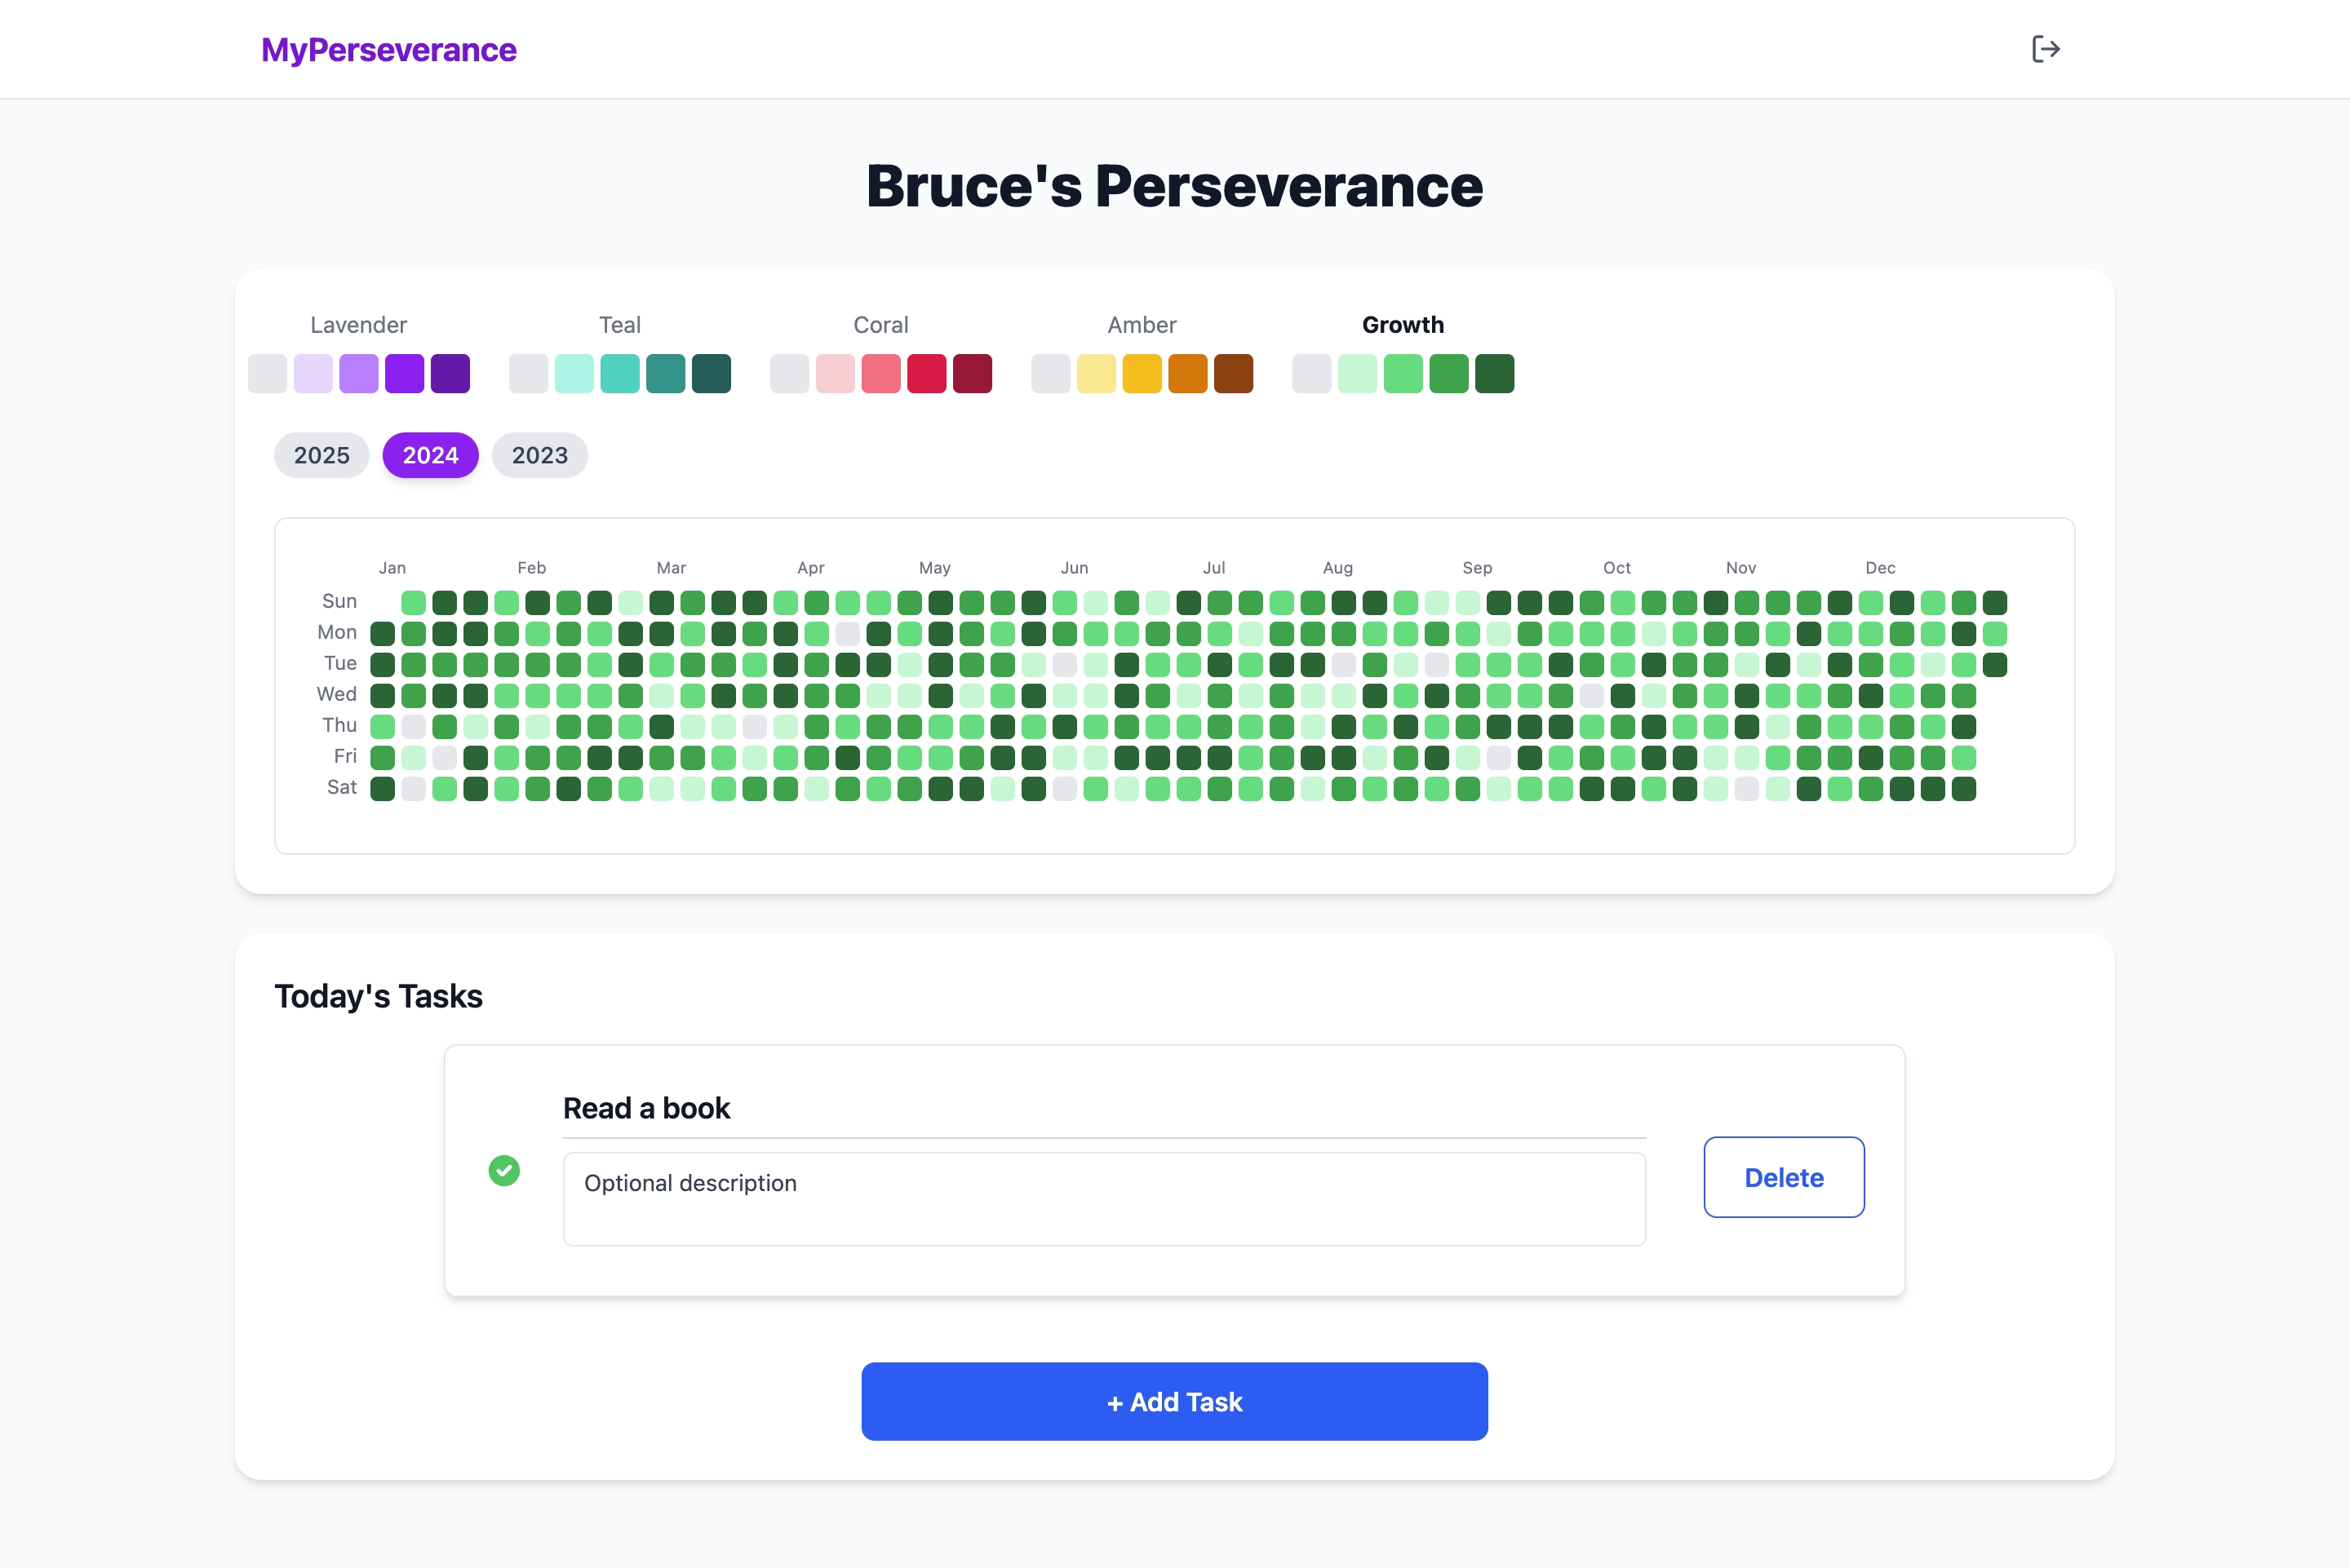 MyPerseverance
Bruce's Perseverance
Lavender Teal Coral Amber Growth
2025 2024 2023
Jan Feb Mar Apr May Jun Jul Aug Sep Oct Nov Dec
Sun
Mon
Tue
Wed
Thu
Fri
Sat
Today's Tasks
Read a book
Optional description
Delete
+ Add Task